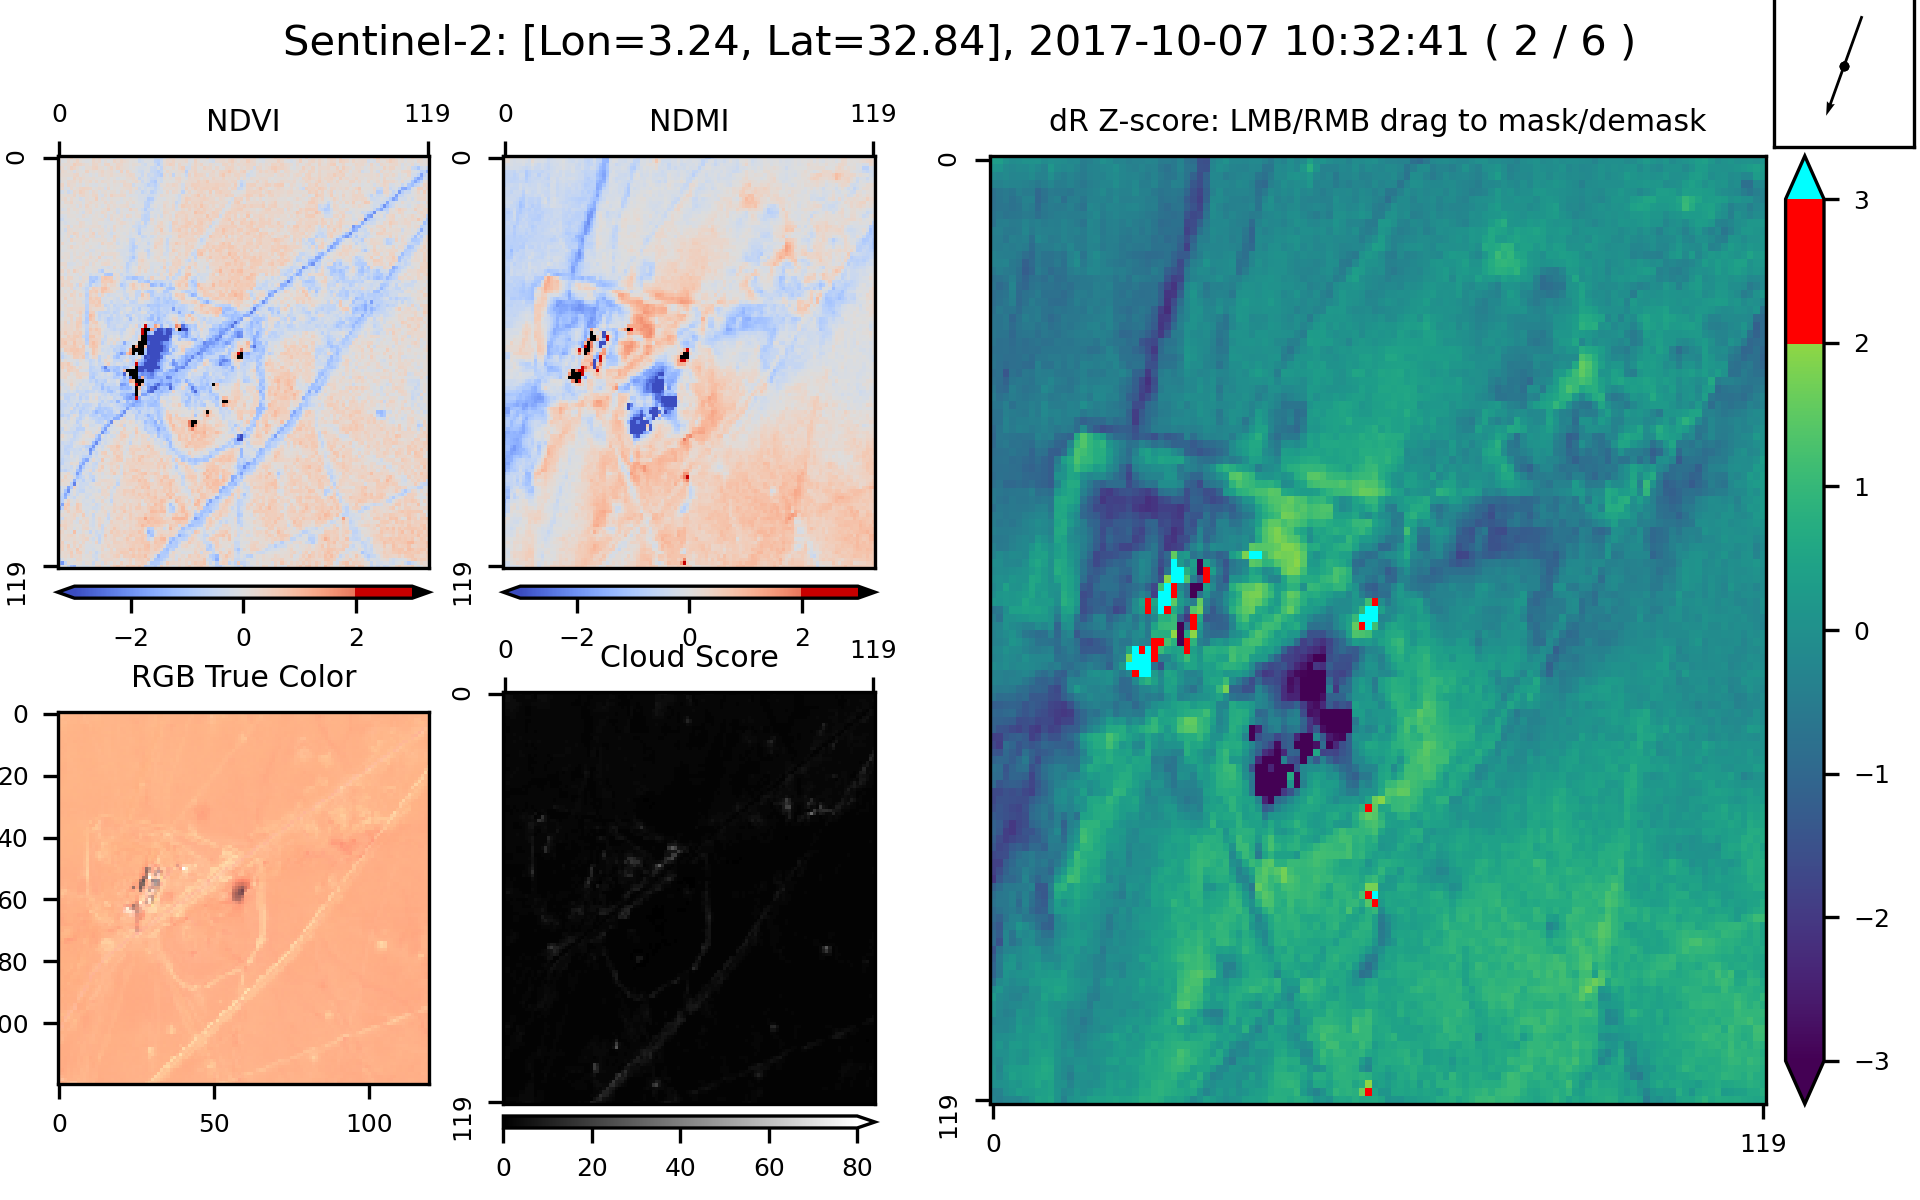 Sentinel-2: [Lon=3.24, Lat=32.84], 2017-10-07 10:32:41 ( 2 / 6 )
0 NDVI 119
0
119
−2 0 2
0 NDMI 119
0
119
−2 0 2
dR Z-score: LMB/RMB drag to mask/demask
0
119
0 119
3
2
1
0
−1
−2
−3
RGB True Color
0
20
40
60
80
00
0 50 100
0 Cloud Score 119
0
119
0 20 40 60 80